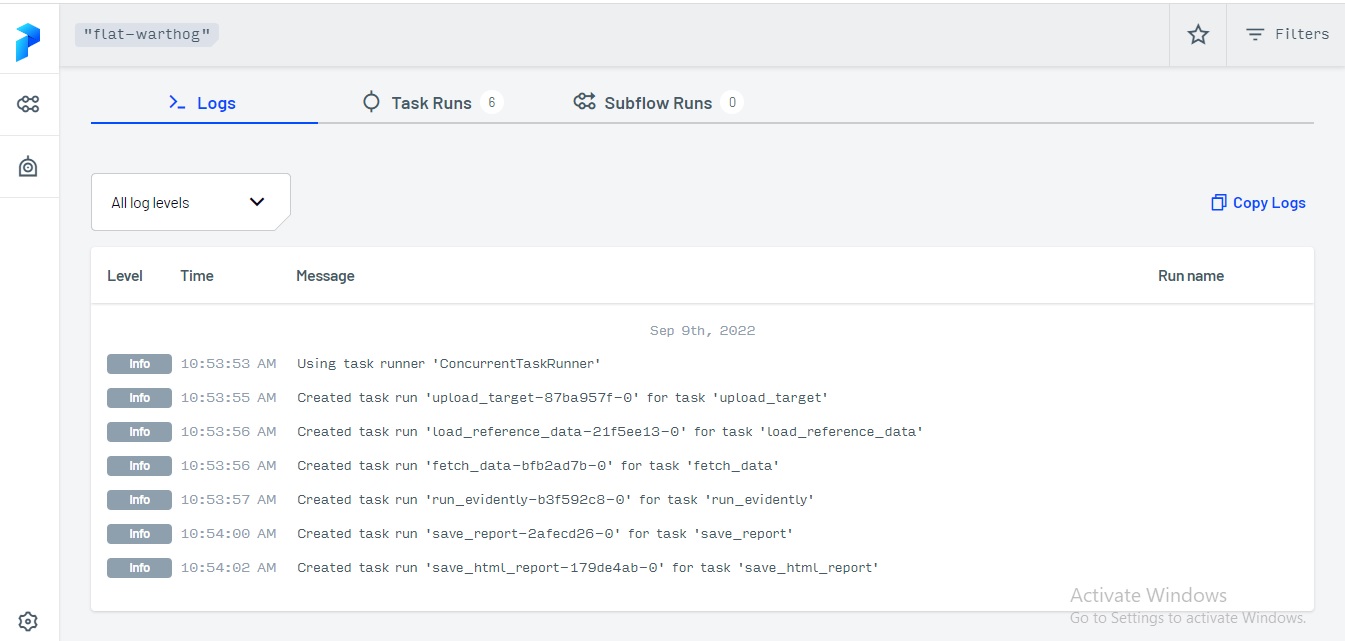 "flat-warthog"
Filters
Logs
Task Runs 6
Subflow Runs 0
All log levels
Copy Logs
Level Time Message Run name
Sep 9th, 2022
Info 10:53:53 AM Using task runner 'ConcurrentTaskRunner'
Info 10:53:55 AM Created task run 'upload_target-87ba957f-0' for task 'upload_target'
Info 10:53:56 AM Created task run 'load_reference_data-21f5ee13-0' for task 'load_reference_data'
Info 10:53:56 AM Created task run 'fetch_data-bfb2ad7b-0' for task 'fetch_data'
Info 10:53:57 AM Created task run 'run_evidently-b3f592c8-0' for task 'run_evidently'
Info 10:54:00 AM Created task run 'save_report-2afecd26-0' for task 'save_report'
Info 10:54:02 AM Created task run 'save_html_report-179de4ab-0' for task 'save_html_report'
Activate Windows
Go to Settings to activate Windows.